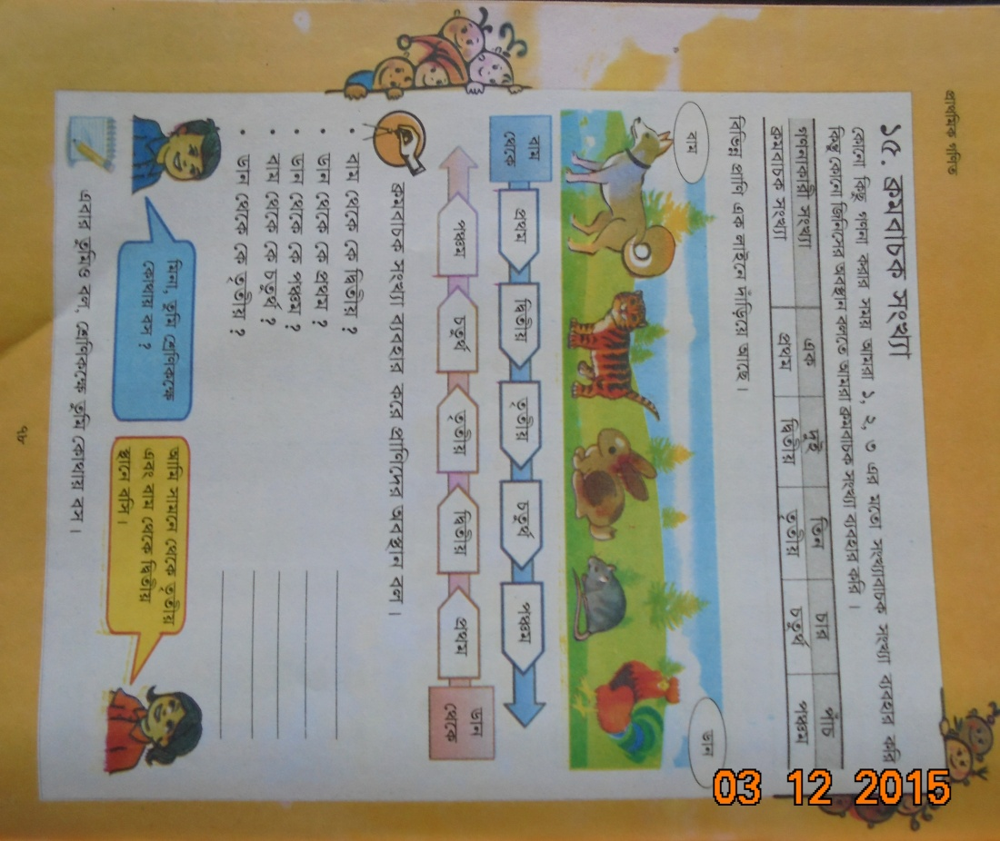 প্রাথমিক গণিত
১৫. ক্রমবাচক সংখ্যা
কোনো কিছু গণনা করার সময় আমরা ১, ২, ৩ এর মতো সংখ্যাবাচক সংখ্যা ব্যবহার করি
কিন্তু কোনো জিনিসের অবস্থান বলতে আমরা ক্রমবাচক সংখ্যা ব্যবহার করি ।
গণনাকারী সংখ্যা এক দুই তিন চার পাঁচ
ক্রমবাচক সংখ্যা প্রথম দ্বিতীয় তৃতীয় চতুর্থ পঞ্চম
বিভিন্ন প্রাণি এক লাইনে দাঁড়িয়ে আছে ।
বাম
ডান
বাম থেকে প্রথম দ্বিতীয় তৃতীয় চতুর্থ পঞ্চম
পঞ্চম চতুর্থ তৃতীয় দ্বিতীয় প্রথম ডান থেকে
ক্রমবাচক সংখ্যা ব্যবহার করে প্রাণিদের অবস্থান বল ।
• বাম থেকে কে দ্বিতীয় ?
• ডান থেকে কে প্রথম ?
• ডান থেকে কে পঞ্চম ?
• বাম থেকে কে চতুর্থ ?
• ডান থেকে কে তৃতীয় ?
মিনা, তুমি শ্রেণিকক্ষে
কোথায় বস ?
আমি সামনে থেকে তৃতীয়
এবং বাম থেকে দ্বিতীয়
স্থানে বসি ।
এবার তুমিও বল, শ্রেণিকক্ষে তুমি কোথায় বস ।
৭৮
03 12 2015